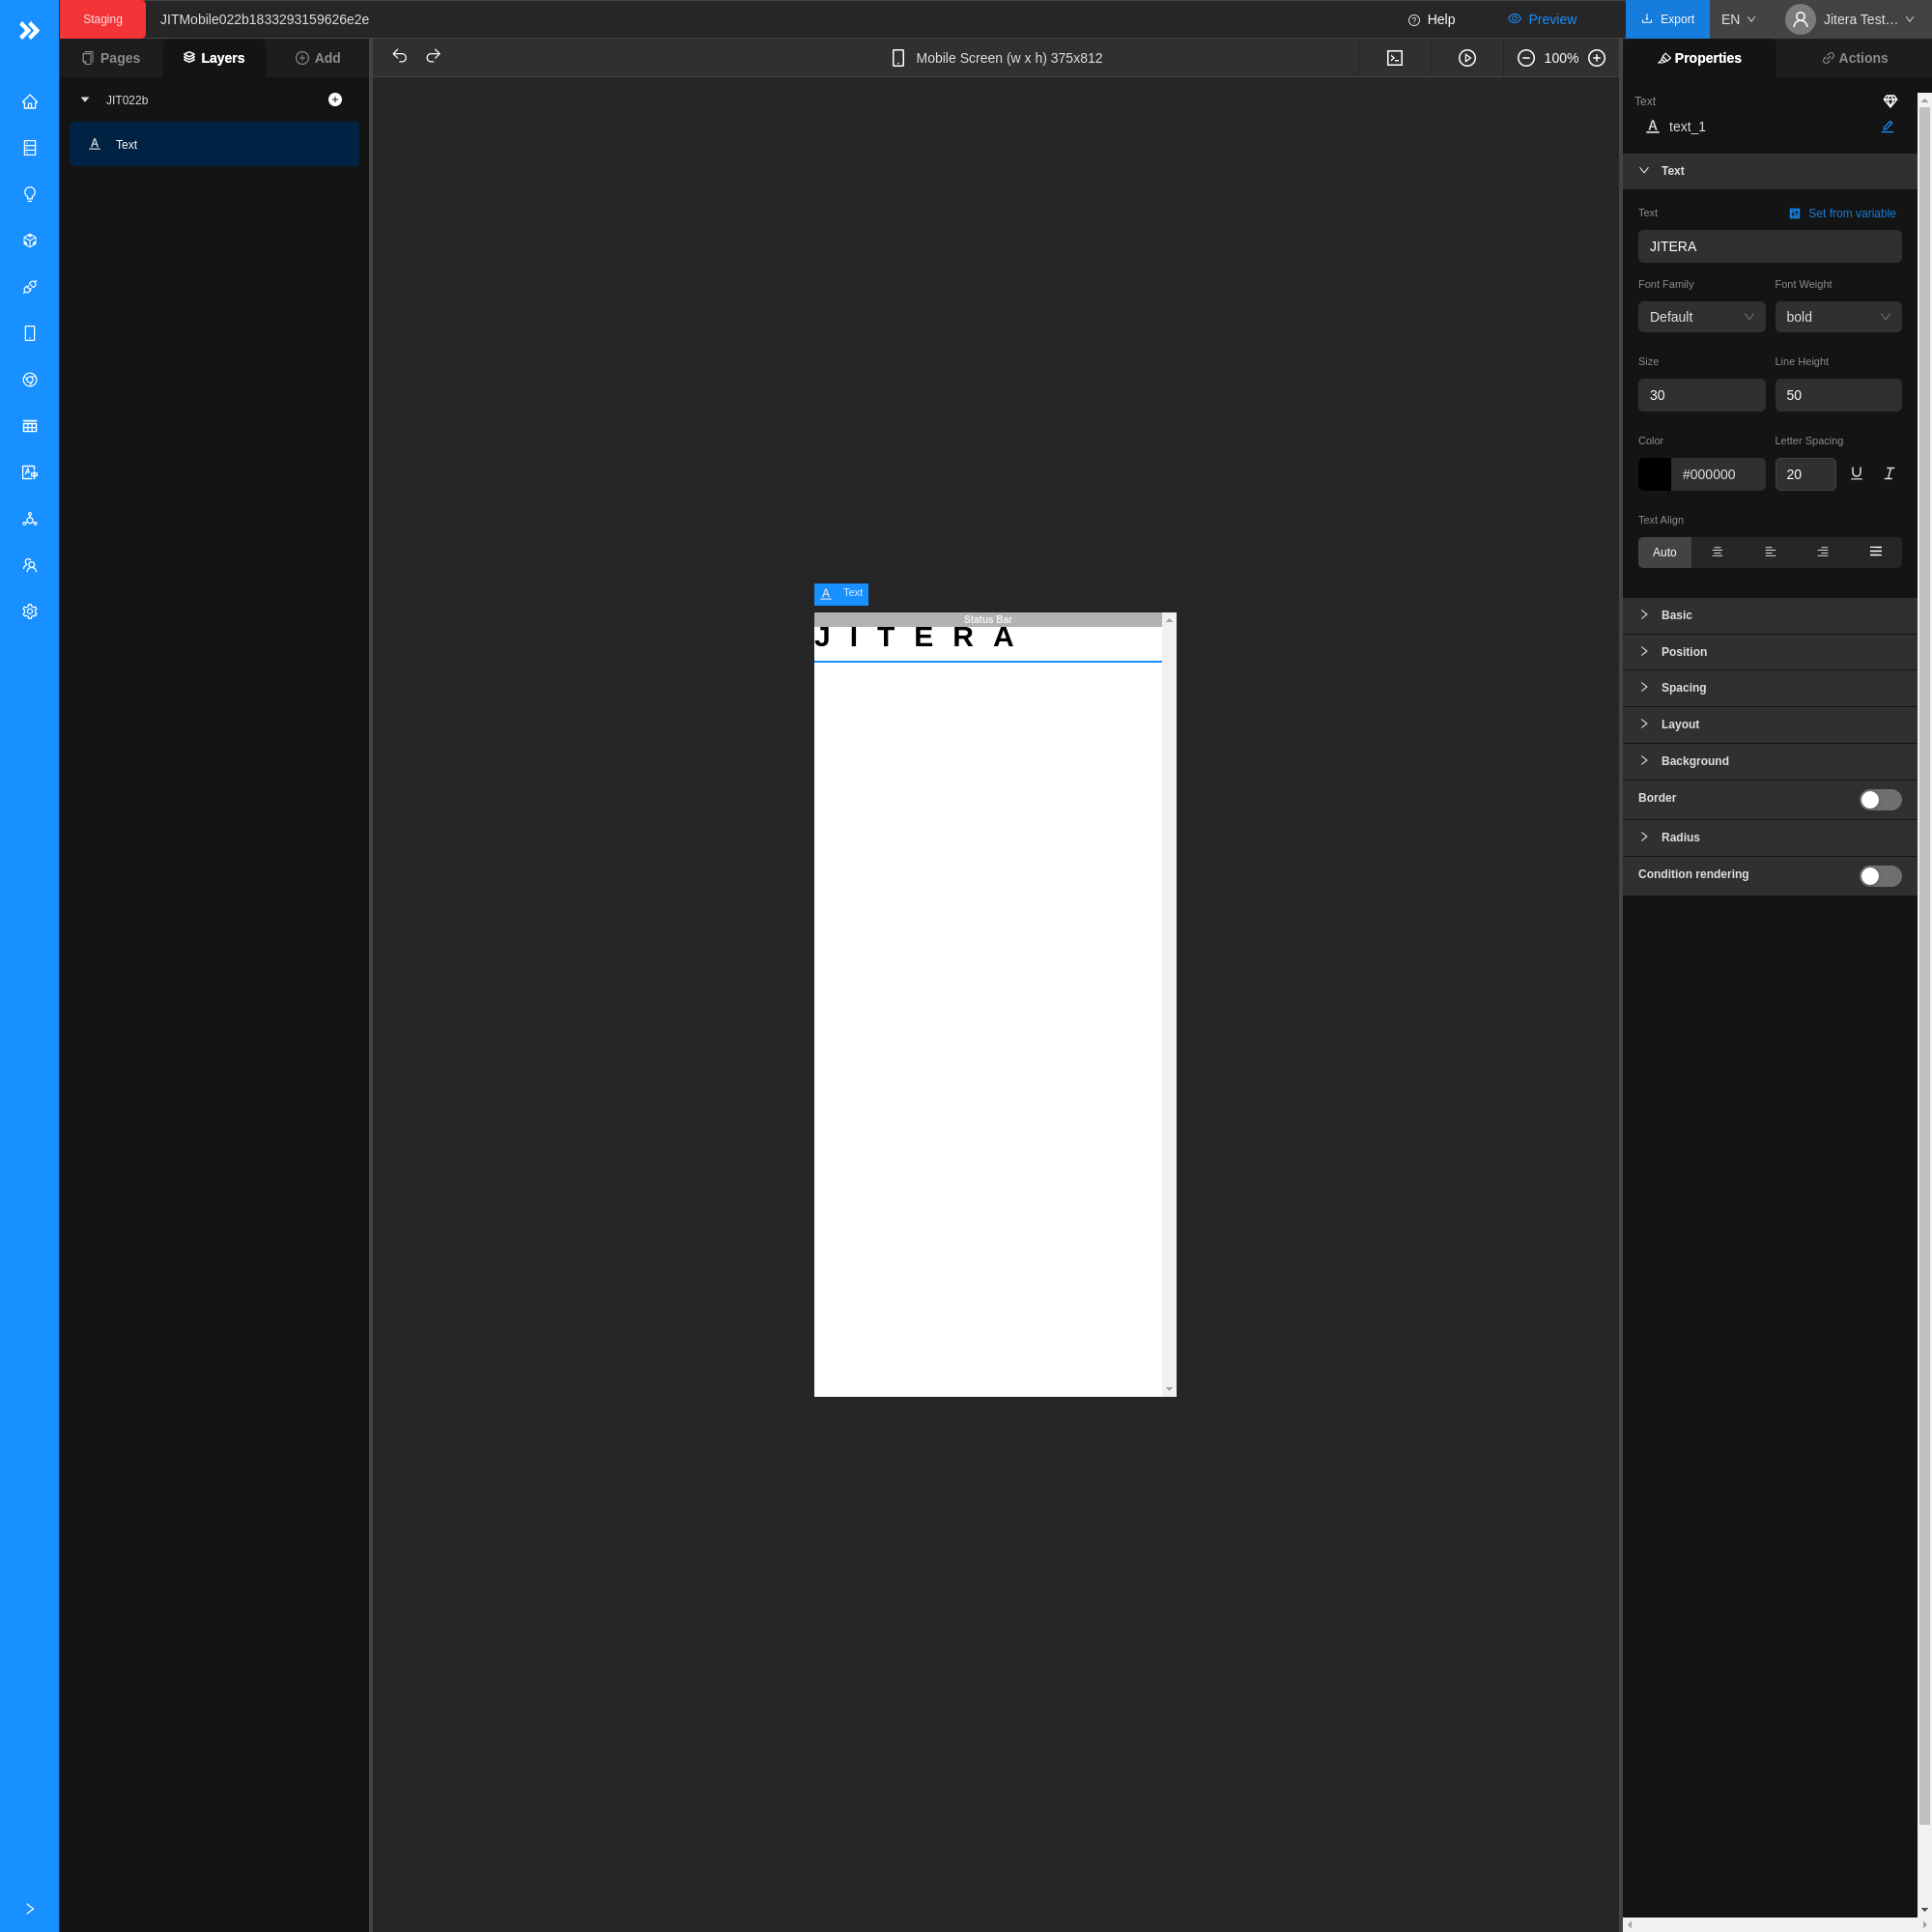 Staging
JITMobile022b1833293159626e2e
Help
Preview
Export
EN
Jitera Test...
Pages
Layers
Add
Mobile Screen (w x h) 375x812
100%
Properties
Actions
JIT022b
Text
Text
Status Bar
JITERA
Text
text_1
Text
Text
Set from variable
JITERA
Font Family
Font Weight
Default
bold
Size
Line Height
30
50
Color
Letter Spacing
#000000
20
Text Align
Auto
Basic
Position
Spacing
Layout
Background
Border
Radius
Condition rendering